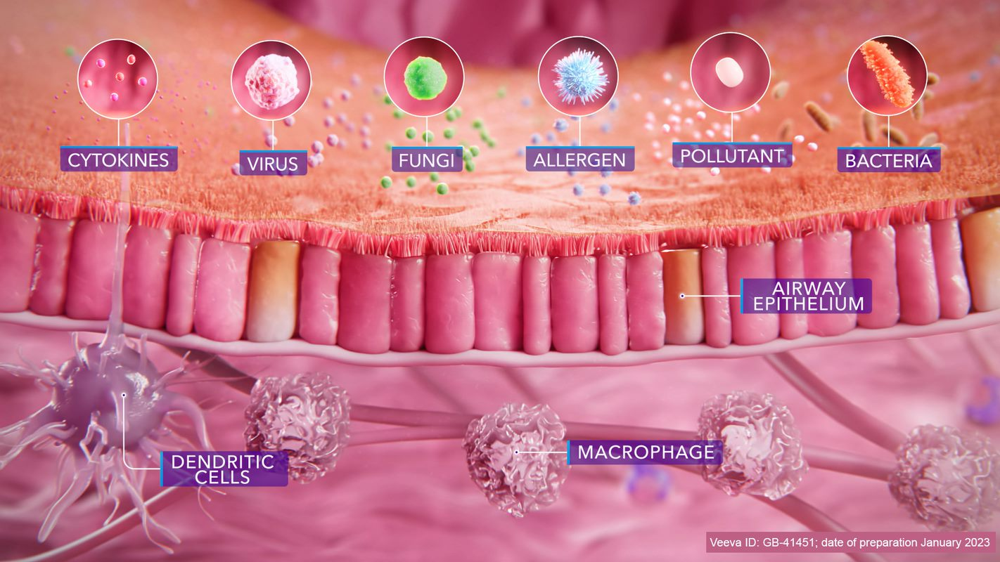 CYTOKINES
VIRUS
FUNGI
ALLERGEN
POLLUTANT
BACTERIA
AIRWAY
EPITHELIUM
DENDRITIC
CELLS
MACROPHAGE
Veeva ID: GB-41451; date of preparation January 2023